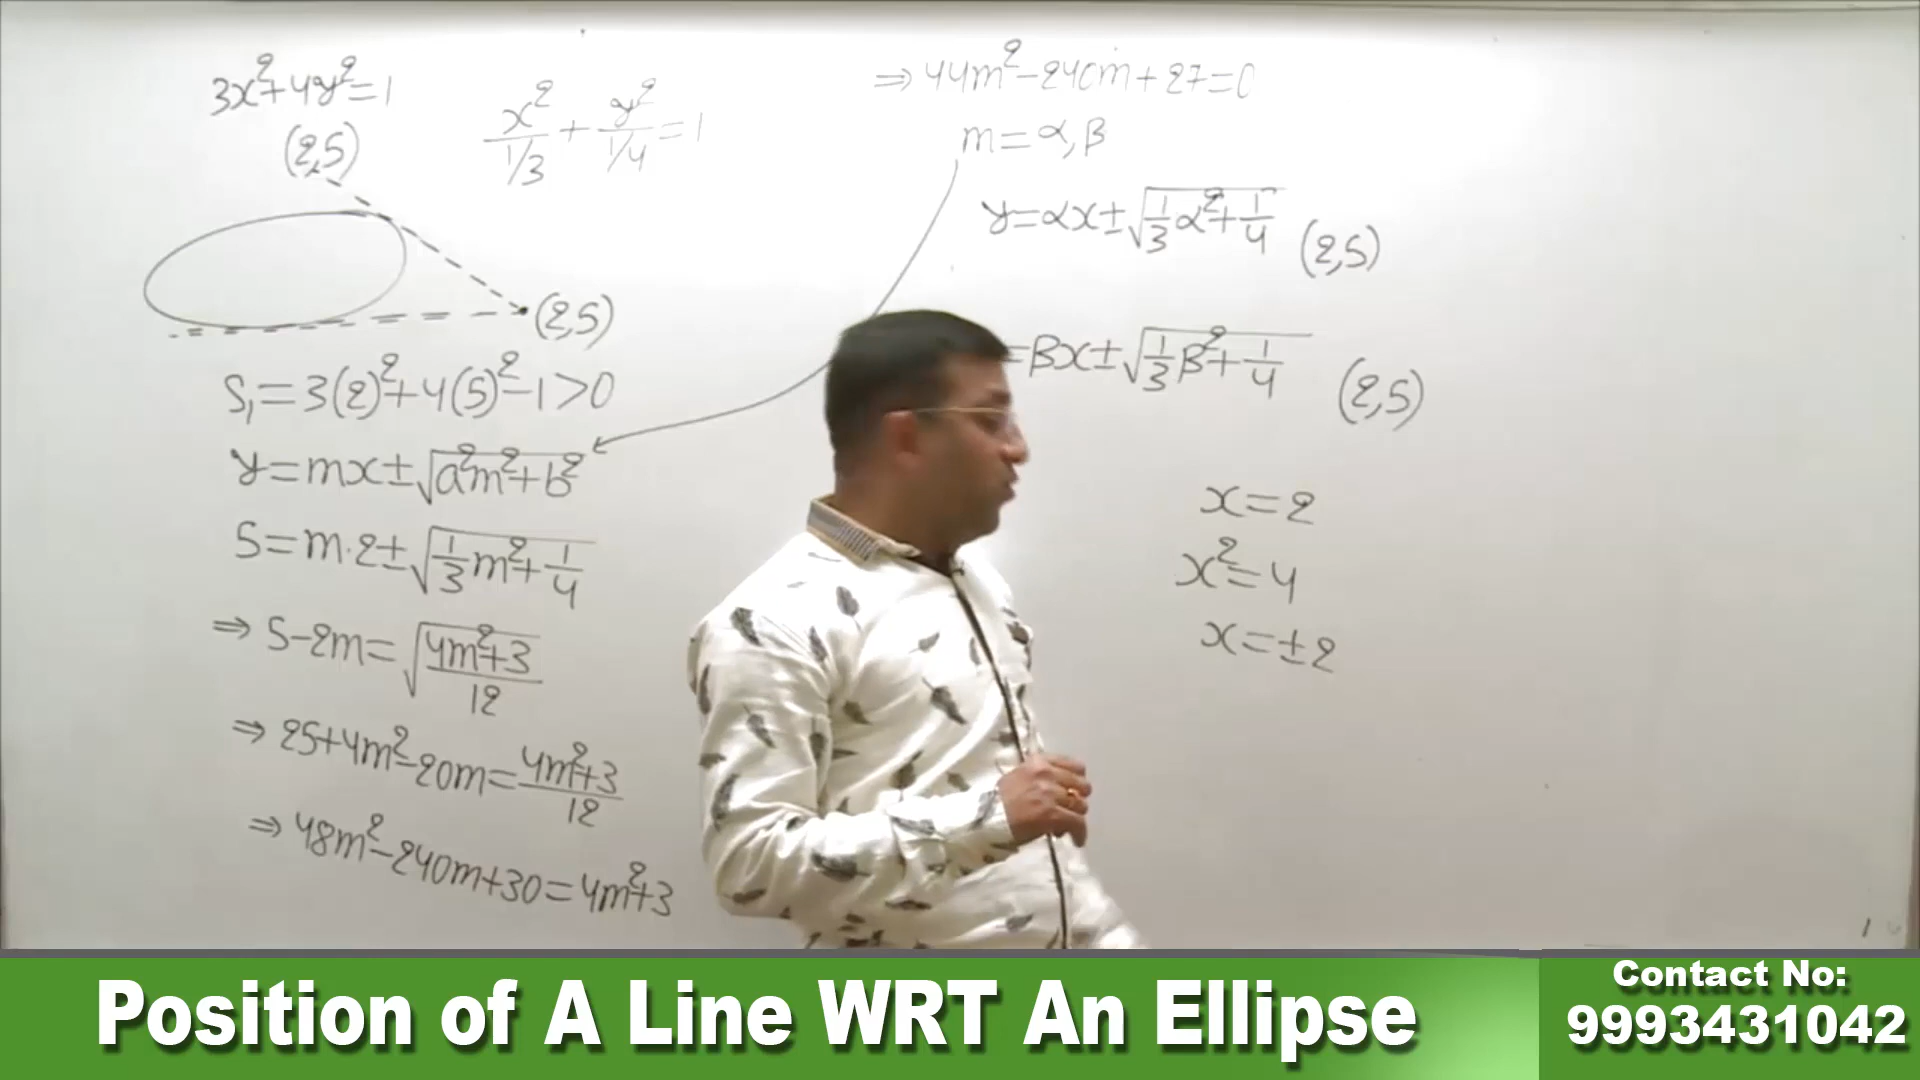 3x²+4y²=1
(2,5)
x²/1/3 + y²/1/4 = 1
(2,5)
S₁=3(2)²+4(5)²-1>0
y=mx±√a²m²+b²
5=m·2±√1/3m²+1/4
⇒ 5-2m=√4m²+3/12
⇒ 25+4m²-20m=4m²+3/12
⇒ 48m²-240m+30=4m²+3
⇒ 44m²-240m+27=0
m=α,β
y=αx±√1/3α²+1/4 (2,5)
=βx±√1/3β²+1/4 (2,5)
x=2
x²=4
x=±2
Position of A Line WRT An Ellipse
Contact No:
9993431042